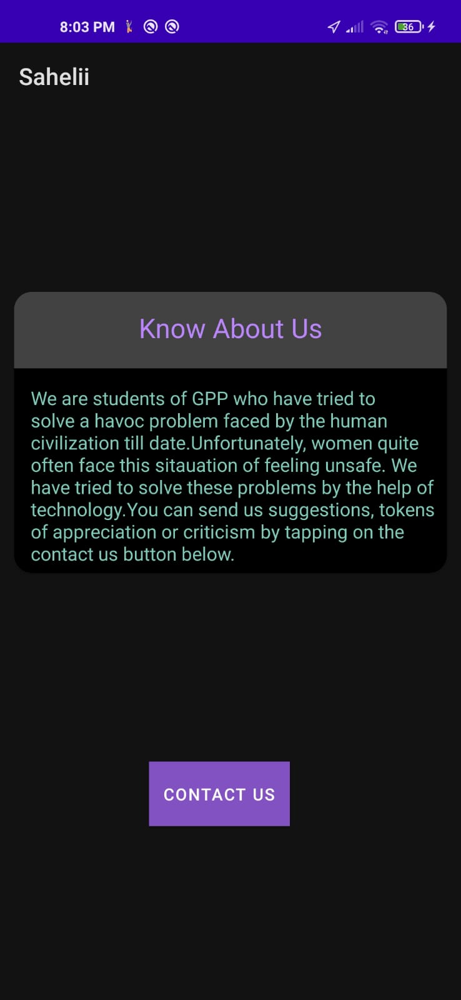 8:03 PM
36
Sahelii
Know About Us
We are students of GPP who have tried to
solve a havoc problem faced by the human
civilization till date.Unfortunately, women quite
often face this sitauation of feeling unsafe. We
have tried to solve these problems by the help of
technology.You can send us suggestions, tokens
of appreciation or criticism by tapping on the
contact us button below.
CONTACT US